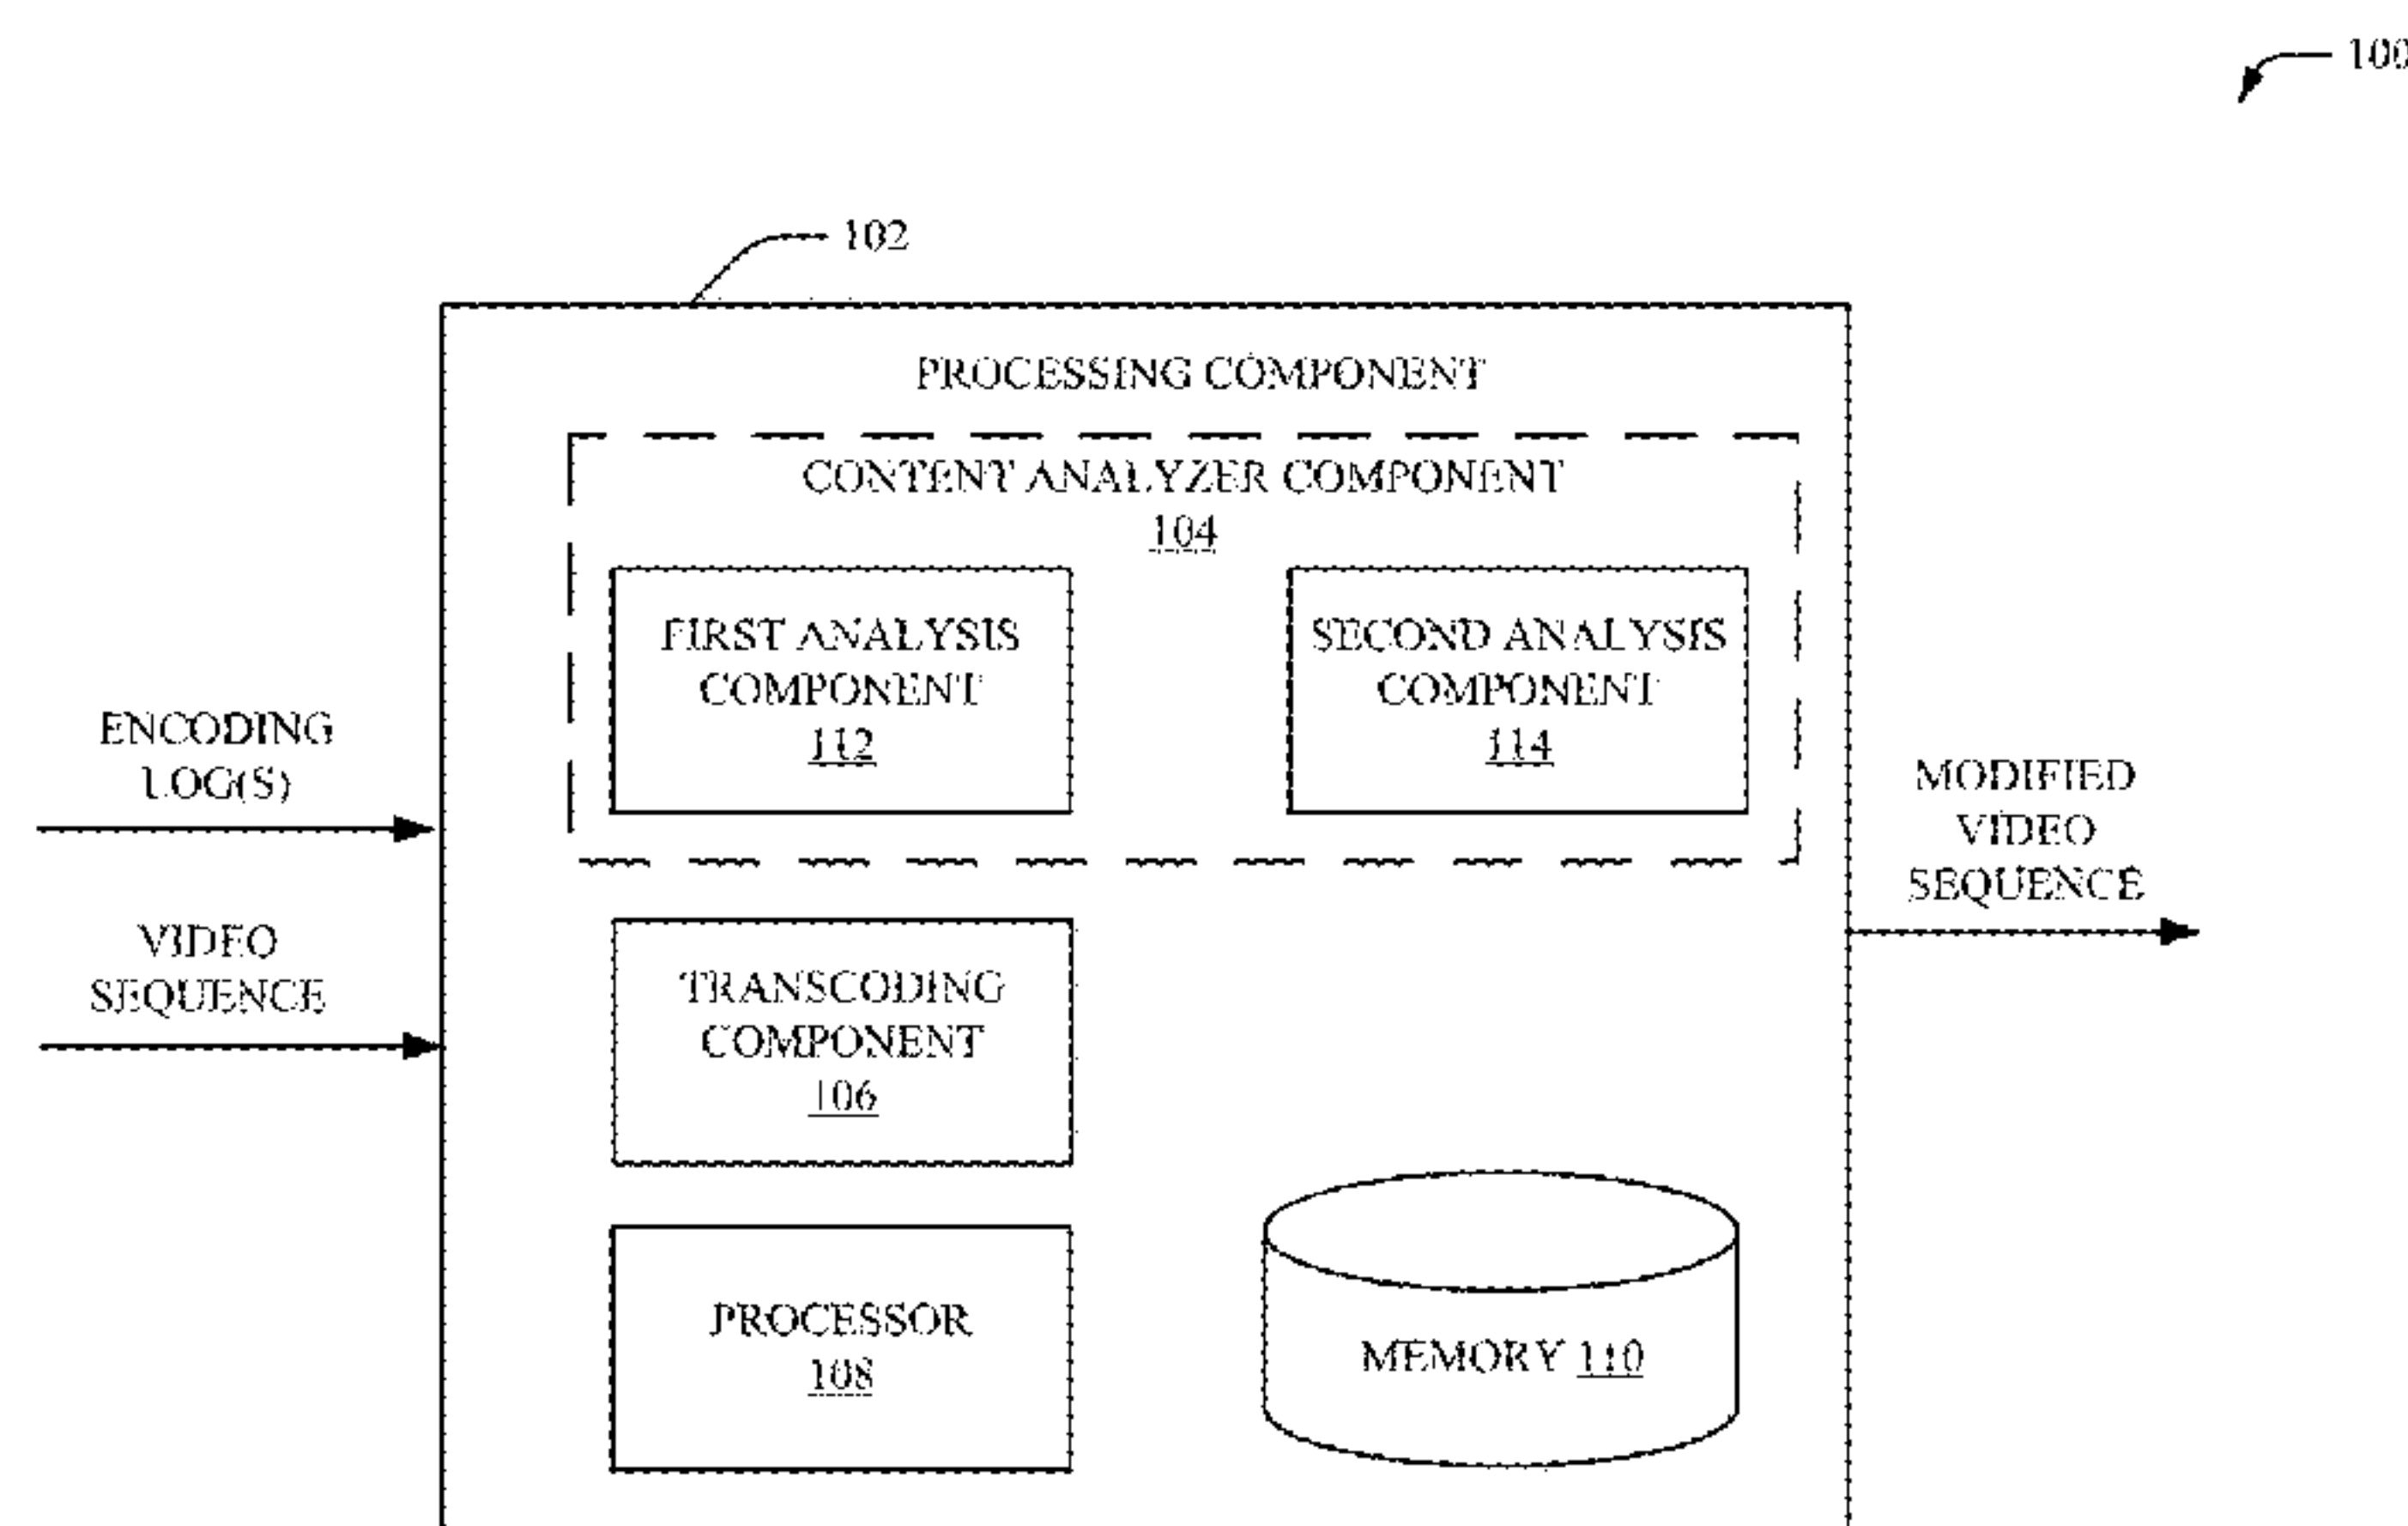 100
102
PROCESSING COMPONENT
CONTENT ANALYZER COMPONENT
104
FIRST ANALYSIS
COMPONENT
112
SECOND ANALYSIS
COMPONENT
114
ENCODING
LOG(S)
VIDEO
SEQUENCE
MODIFIED
VIDEO
SEQUENCE
TRANSCODING
COMPONENT
106
PROCESSOR
108
MEMORY 110